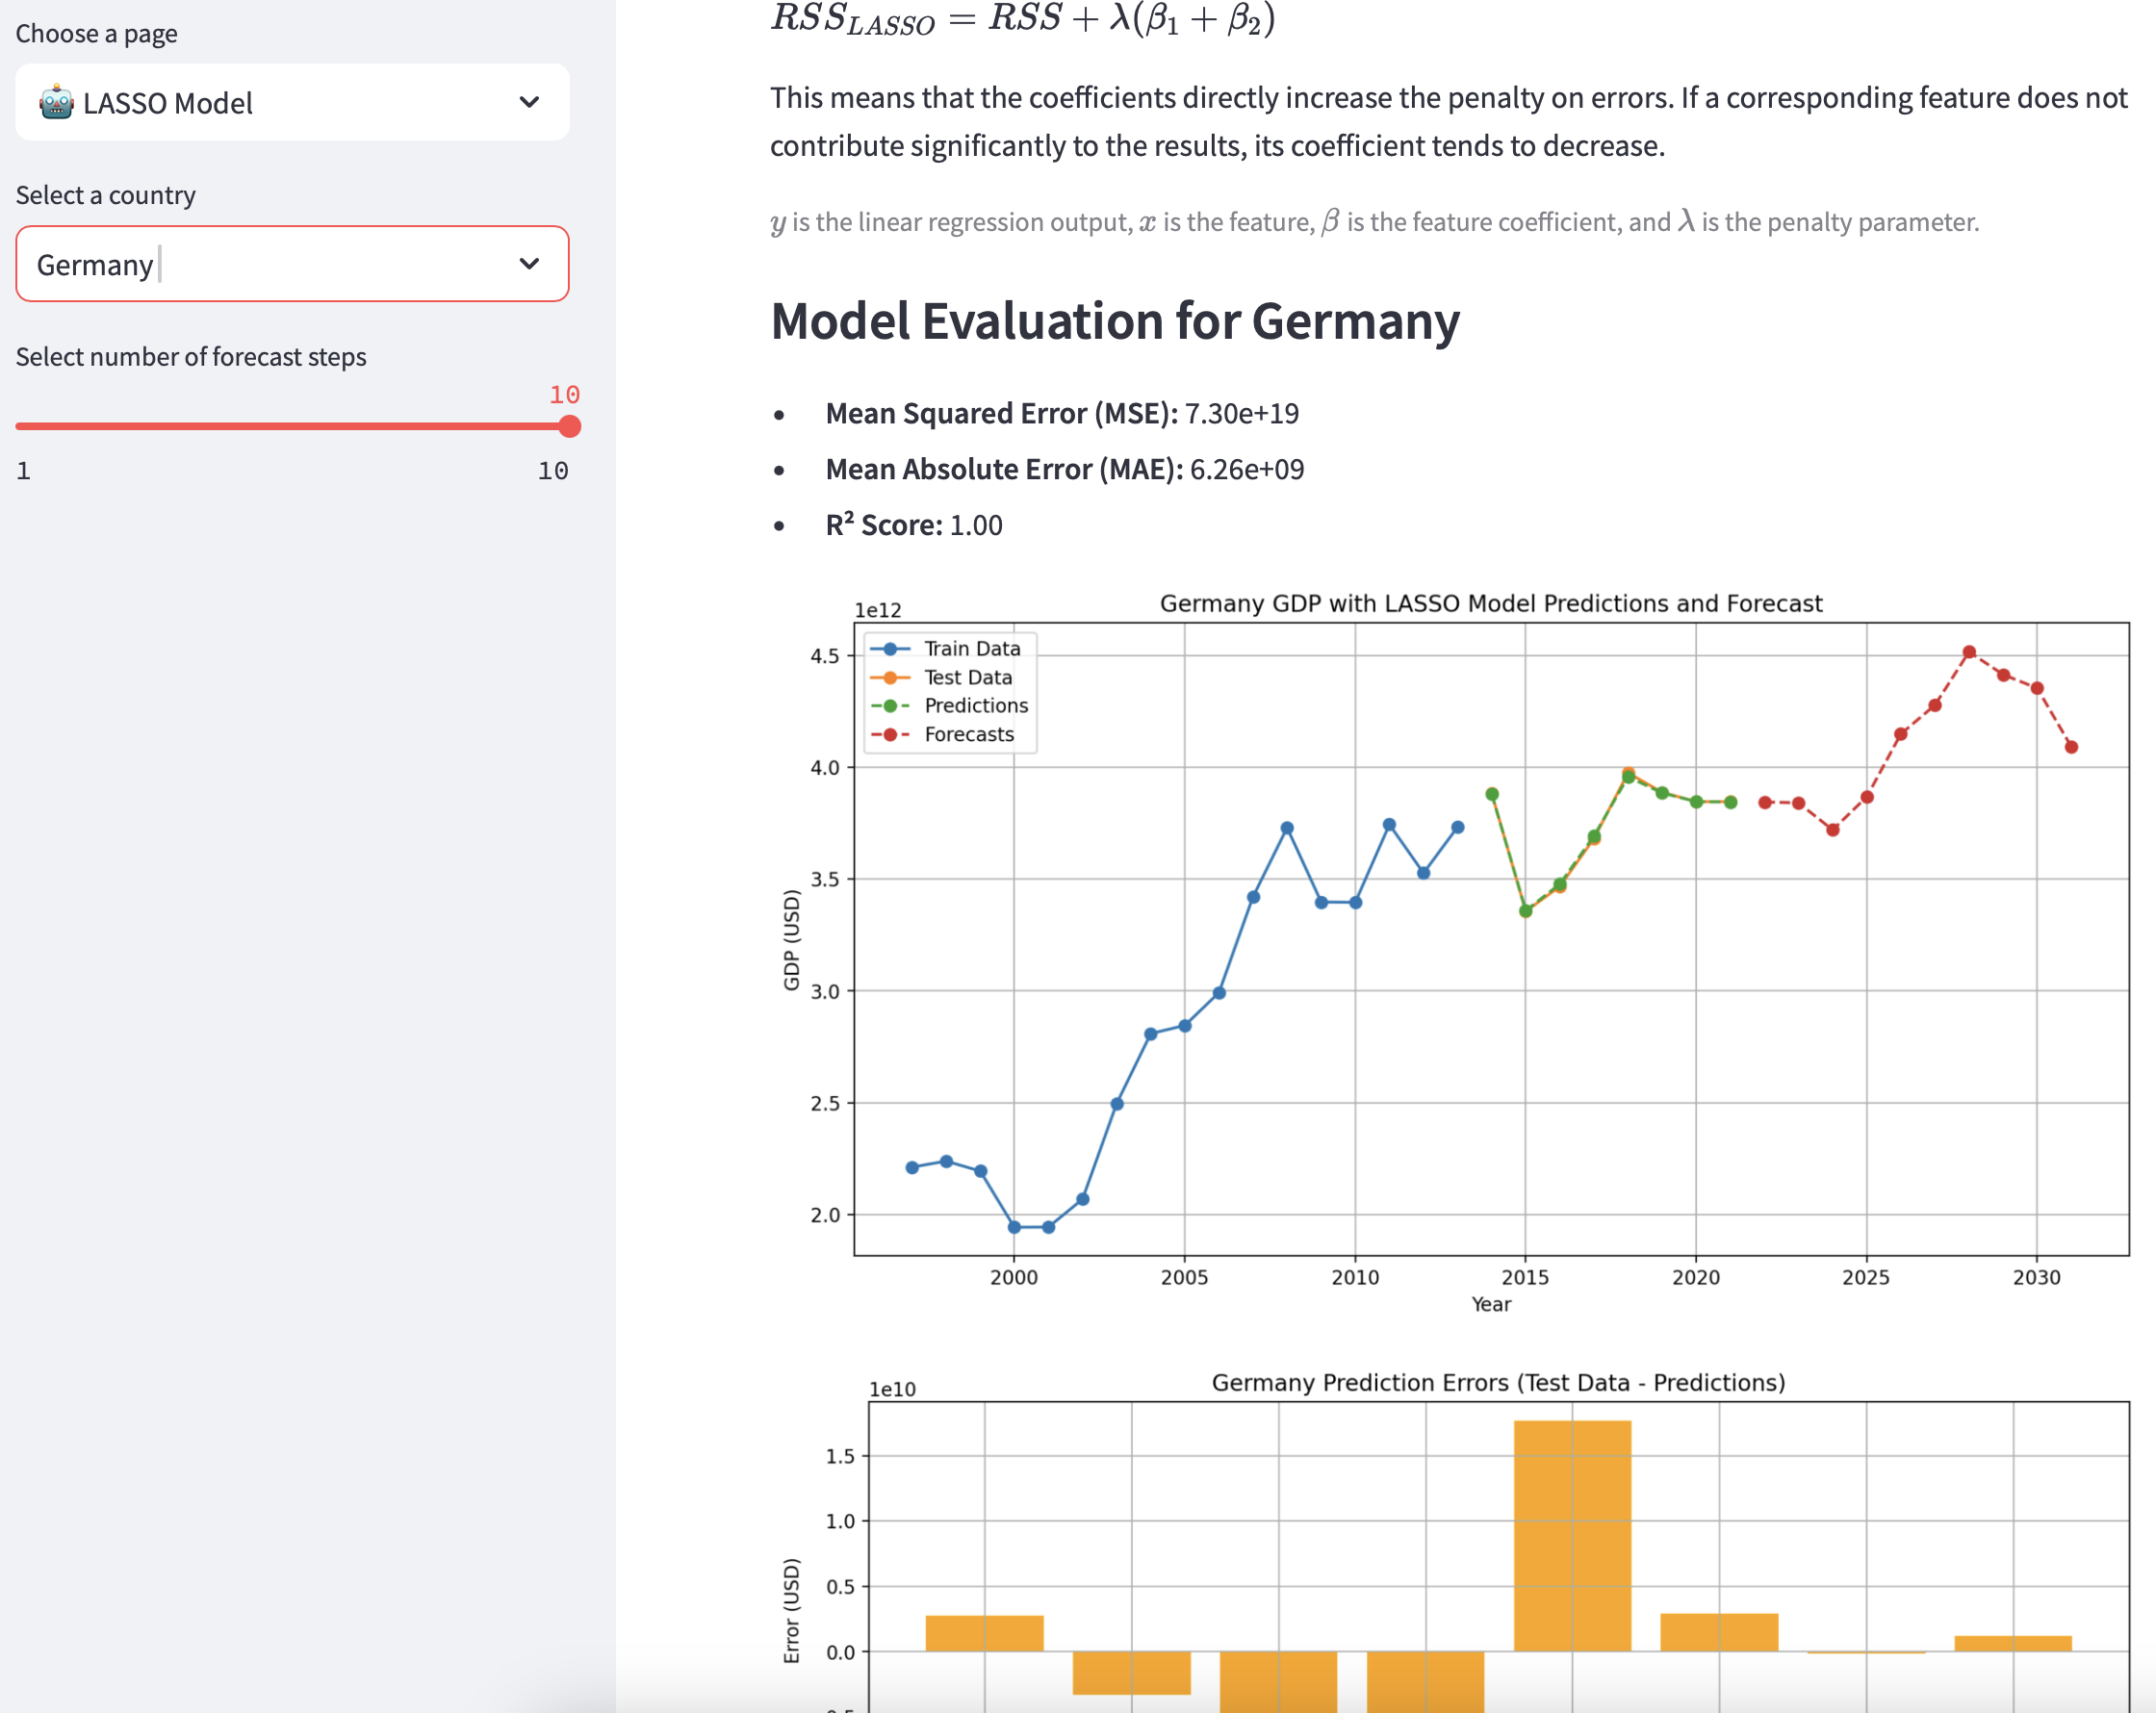 Choose a page
🤖 LASSO Model
Select a country
Germany
Select number of forecast steps
10
1 10
RSS_LASSO = RSS + λ(β₁ + β₂)
This means that the coefficients directly increase the penalty on errors. If a corresponding feature does not
contribute significantly to the results, its coefficient tends to decrease.
y is the linear regression output, x is the feature, β is the feature coefficient, and λ is the penalty parameter.
Model Evaluation for Germany
• Mean Squared Error (MSE): 7.30e+19
• Mean Absolute Error (MAE): 6.26e+09
• R² Score: 1.00
Germany GDP with LASSO Model Predictions and Forecast
1e12
Train Data
Test Data
Predictions
Forecasts
4.5
4.0
3.5
3.0
2.5
2.0
GDP (USD)
2000 2005 2010 2015 2020 2025 2030
Year
Germany Prediction Errors (Test Data - Predictions)
1e10
1.5
1.0
0.5
0.0
Error (USD)